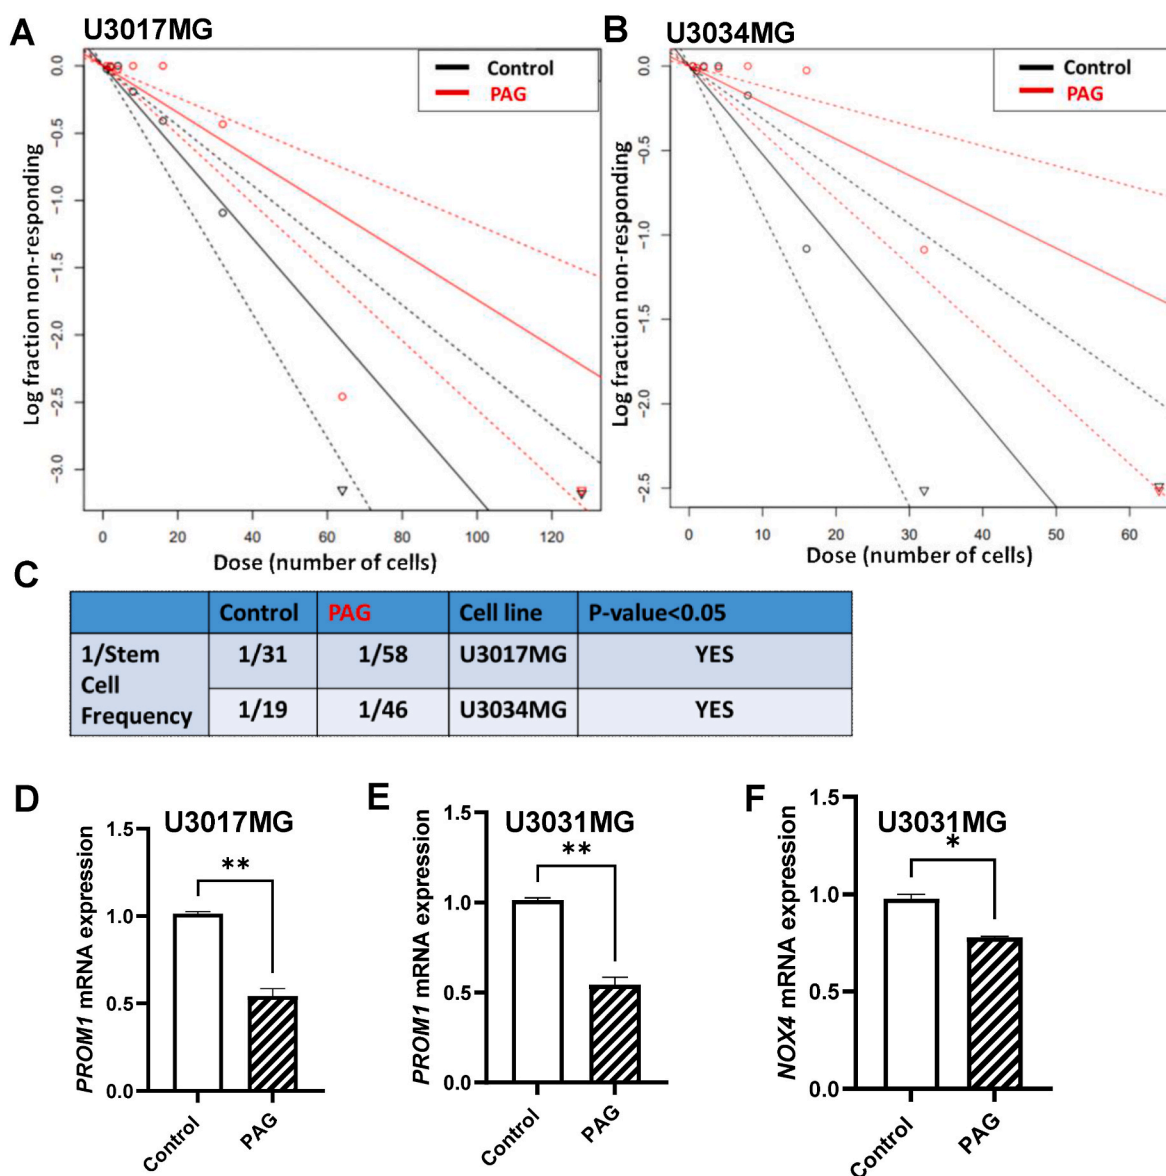 A
U3017MG
Control
PAG
Log fraction non-responding
0.0
-0.5
-1.0
-1.5
-2.0
-2.5
-3.0
0
20
40
60
80
100
120
Dose (number of cells)
B
U3034MG
Control
PAG
Log fraction non-responding
0.0
-0.5
-1.0
-1.5
-2.0
-2.5
0
10
20
30
40
50
60
Dose (number of cells)
C
Control PAG Cell line P-value<0.05
1/Stem Cell Frequency
1/31 1/58 U3017MG YES
1/19 1/46 U3034MG YES
D
U3017MG
**
PROM1 mRNA expression
1.5
1.0
0.5
0.0
Control
PAG
E
U3031MG
**
PROM1 mRNA expression
1.5
1.0
0.5
0.0
Control
PAG
F
U3031MG
*
NOX4 mRNA expression
1.5
1.0
0.5
0.0
Control
PAG